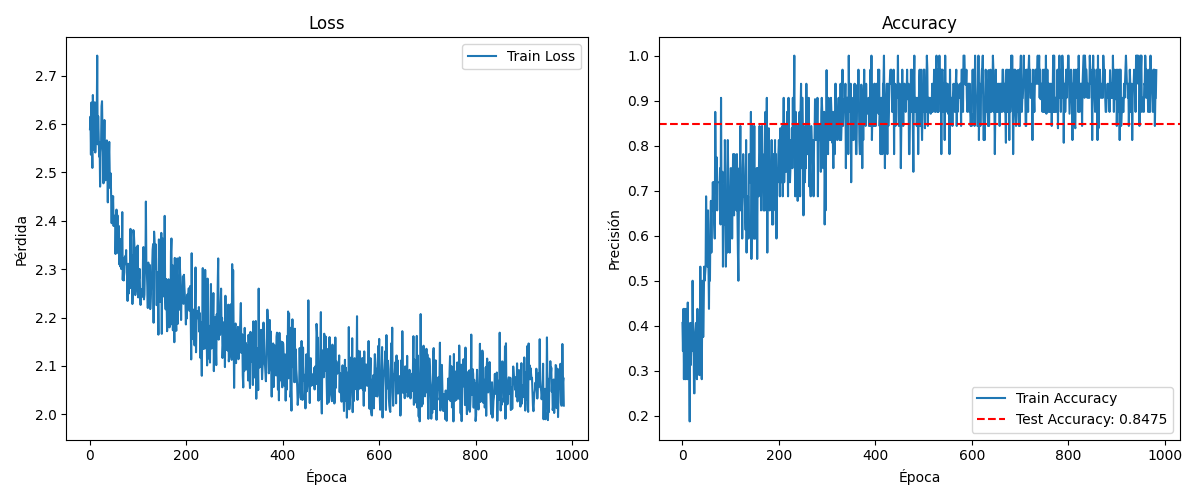 Loss
Train Loss
2.7
2.6
2.5
2.4
2.3
2.2
2.1
2.0
Pérdida
0 200 400 600 800 1000
Época
Accuracy
1.0
0.9
0.8
0.7
0.6
0.5
0.4
0.3
0.2
Precisión
Train Accuracy
Test Accuracy: 0.8475
0 200 400 600 800 1000
Época